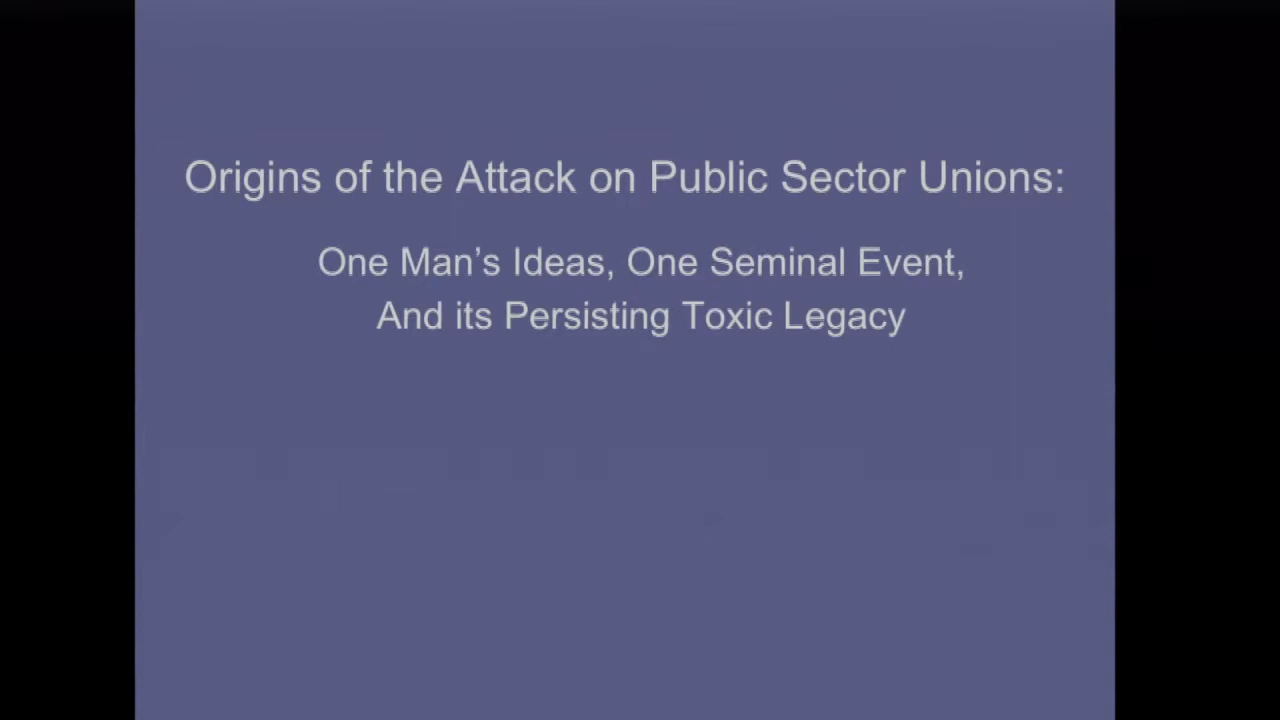 Origins of the Attack on Public Sector Unions:
One Man’s Ideas, One Seminal Event,
And its Persisting Toxic Legacy